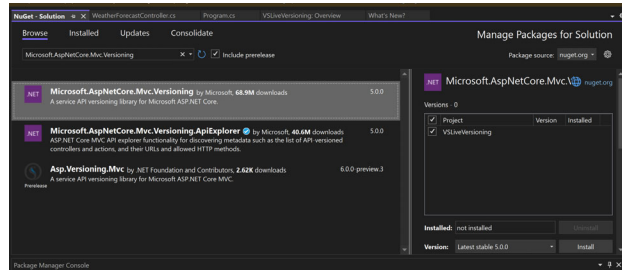 NuGet - Solution WeatherForecastController.cs Program.cs VSLiveVersioning: Overview What's New?
Browse Installed Updates Consolidate Manage Packages for Solution
Microsoft.AspNetCore.Mvc.Versioning Include prerelease Package source: nuget.org
.NET Microsoft.AspNetCore.Mvc.Versioning by Microsoft, 68.9M downloads 5.0.0
A service API versioning library for Microsoft ASP.NET Core.
.NET Microsoft.AspNetCore.Mvc.Versioning.ApiExplorer by Microsoft, 40.6M downloads 5.0.0
ASP.NET Core MVC API explorer functionality for discovering metadata such as the list of API-versioned
controllers and actions, and their URLs and allowed HTTP methods.
Asp.Versioning.Mvc by .NET Foundation and Contributors, 2.62K downloads 6.0.0-preview.3
A service API versioning library for Microsoft ASP.NET Core MVC.
Prerelease
.NET Microsoft.AspNetCore.Mvc.V nuget.org
Versions - 0
Project Version Installed
VSLiveVersioning
Installed: not installed Uninstall
Version: Latest stable 5.0.0 Install
Package Manager Console